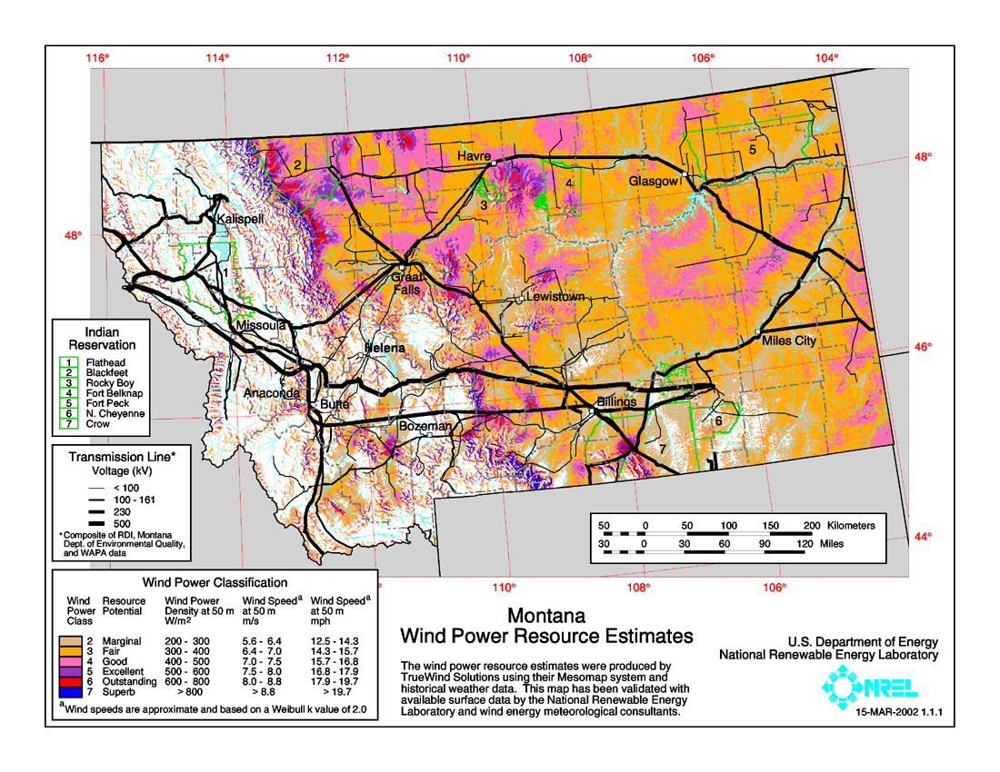 116°
114°
112°
110°
108°
106°
104°
48°
48°
46°
44°
110°
108°
106°
Havre
Glasgow
Kalispell
Great
Falls
Lewistown
Missoula
Helena
Miles City
Anaconda
Butte
Billings
Bozeman
1
2
3
4
5
6
7
Indian
Reservation
1 Flathead
2 Blackfeet
3 Rocky Boy
4 Fort Belknap
5 Fort Peck
6 N. Cheyenne
7 Crow
Transmission Line*
Voltage (kV)
< 100
100 - 161
230
500
* Composite of RDI, Montana
Dept. of Environmental Quality,
and WAPA data
50 0 50 100 150 200 Kilometers
30 0 30 60 90 120 Miles
Wind Power Classification
Wind Power Class
Resource Potential
Wind Power Density at 50 m W/m2
Wind Speed a at 50 m m/s
Wind Speed a at 50 m mph
2 Marginal 200 - 300 5.6 - 6.4 12.5 - 14.3
3 Fair 300 - 400 6.4 - 7.0 14.3 - 15.7
4 Good 400 - 500 7.0 - 7.5 15.7 - 16.8
5 Excellent 500 - 600 7.5 - 8.0 16.8 - 17.9
6 Outstanding 600 - 800 8.0 - 8.8 17.9 - 19.7
7 Superb > 800 > 8.8 > 19.7
a Wind speeds are approximate and based on a Weibull k value of 2.0
Montana
Wind Power Resource Estimates
The wind power resource estimates were produced by
TrueWind Solutions using their Mesomap system and
historical weather data. This map has been validated with
available surface data by the National Renewable Energy
Laboratory and wind energy meteorological consultants.
U.S. Department of Energy
National Renewable Energy Laboratory
NREL
15-MAR-2002 1.1.1